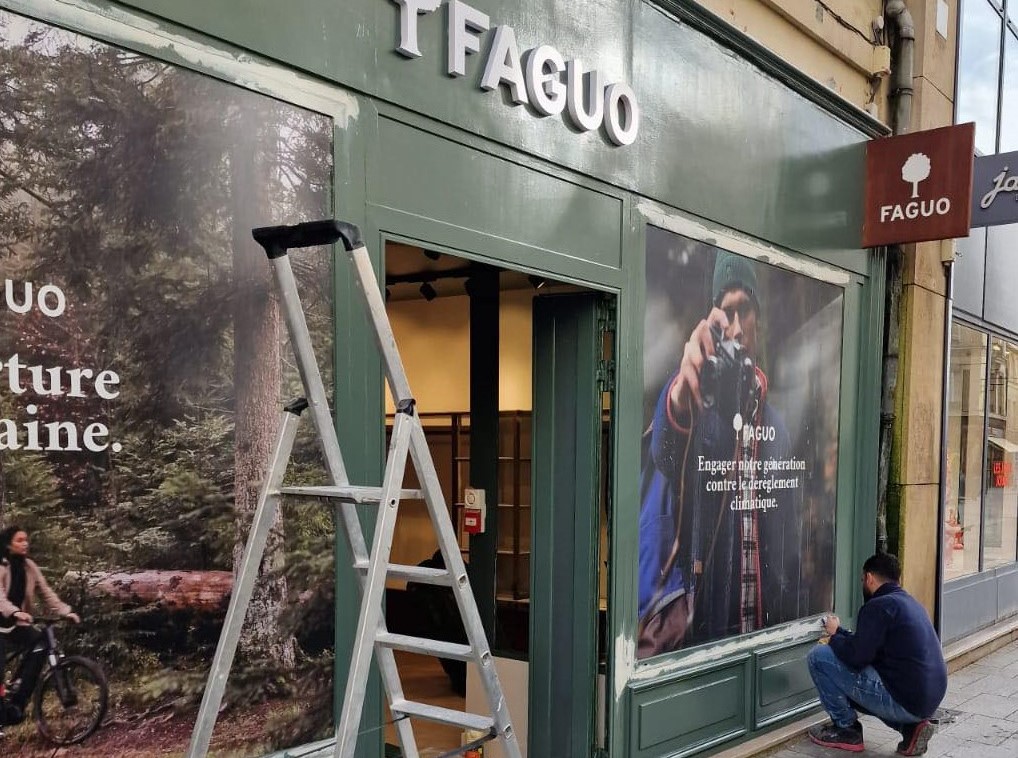 FAGUO
FAGUO
UO
rture
aine.
FAGUO
Engager notre génération
contre le dérèglement
climatique.